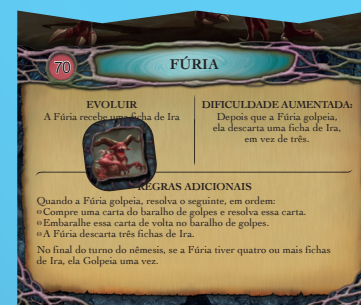 70
FÚRIA
EVOLUIR
A Fúria recebe uma ficha de Ira
DIFICULDADE AUMENTADA:
Depois que a Fúria golpeia,
ela descarta uma ficha de Ira,
em vez de três.
REGRAS ADICIONAIS
Quando a Fúria golpeia, resolva o seguinte, em ordem:
Compre uma carta do baralho de golpes e resolva essa carta.
Embaralhe essa carta de volta no baralho de golpes.
A Fúria descarta três fichas de Ira.
No final do turno do nêmesis, se a Fúria tiver quatro ou mais fichas
de Ira, ela Golpeia uma vez.